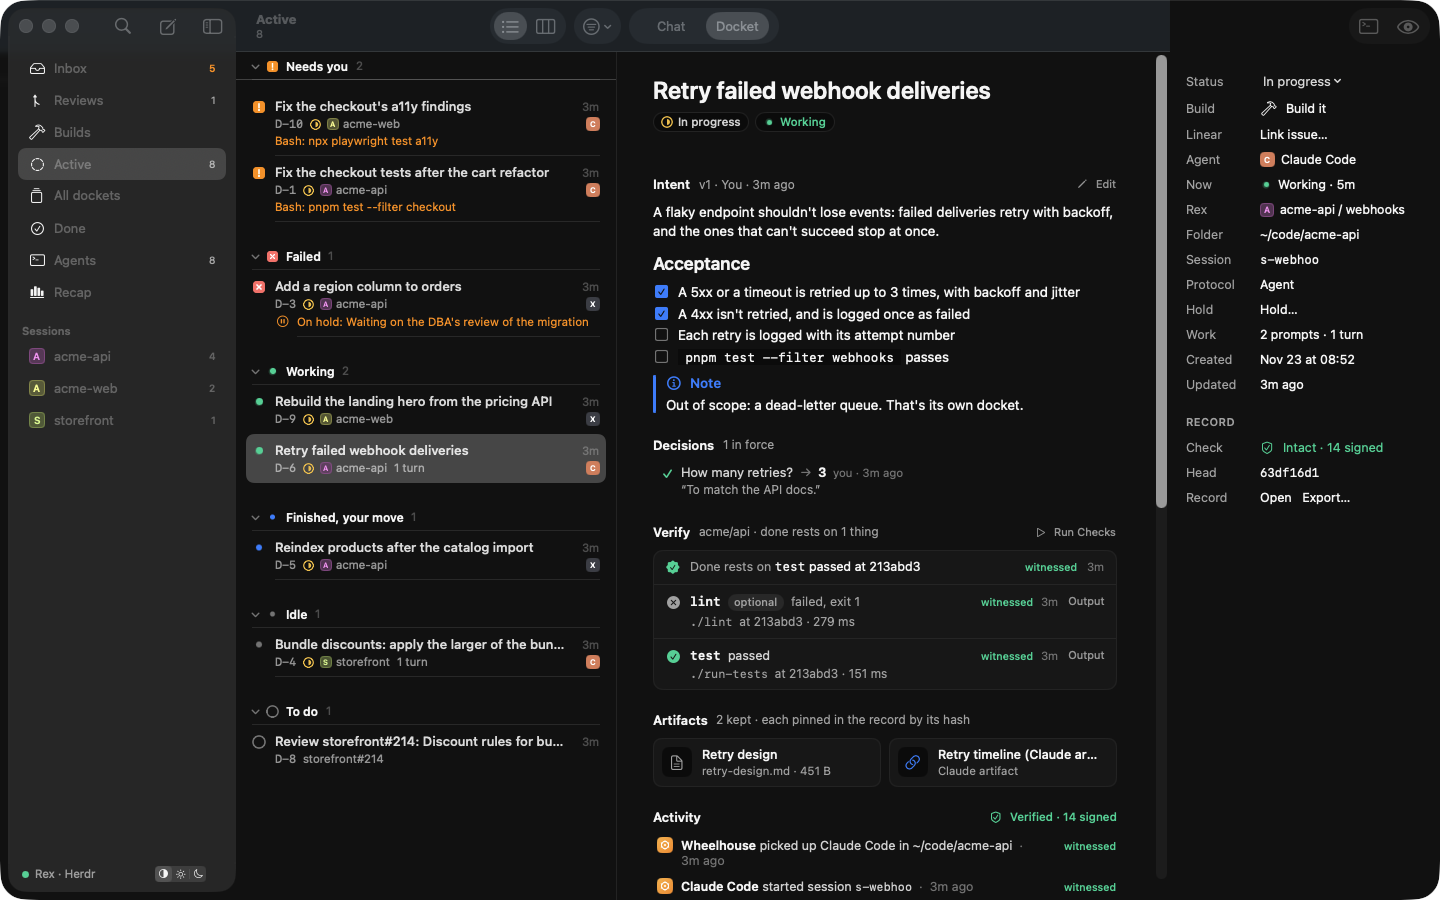 Inbox 5
Reviews 1
Builds
Active 8
All dockets
Done
Agents 8
Recap
Sessions
A acme-api 4
A acme-web 2
S storefront 1
Rex · Herdr
Active
8
Chat Docket
Needs you 2
Fix the checkout's a11y findings 3m
D–10 A acme-web C
Bash: npx playwright test a11y
Fix the checkout tests after the cart refactor 3m
D–1 A acme-api C
Bash: pnpm test --filter checkout
Failed 1
Add a region column to orders 3m
D–3 A acme-api X
On hold: Waiting on the DBA's review of the migration
Working 2
Rebuild the landing hero from the pricing API 3m
D–9 A acme-web X
Retry failed webhook deliveries 3m
D–6 A acme-api 1 turn C
Finished, your move 1
Reindex products after the catalog import 3m
D–5 A acme-api X
Idle 1
Bundle discounts: apply the larger of the bun... 3m
D–4 S storefront 1 turn C
To do 1
Review storefront#214: Discount rules for bu... 3m
D–8 storefront#214
Retry failed webhook deliveries
In progress Working
Intent v1 · You · 3m ago Edit
A flaky endpoint shouldn't lose events: failed deliveries retry with backoff,
and the ones that can't succeed stop at once.
Acceptance
A 5xx or a timeout is retried up to 3 times, with backoff and jitter
A 4xx isn't retried, and is logged once as failed
Each retry is logged with its attempt number
pnpm test --filter webhooks passes
Note
Out of scope: a dead-letter queue. That's its own docket.
Decisions 1 in force
How many retries? → 3 you · 3m ago
“To match the API docs.”
Verify acme/api · done rests on 1 thing Run Checks
Done rests on test passed at 213abd3 witnessed 3m
lint optional failed, exit 1 witnessed 3m Output
./lint at 213abd3 · 279 ms
test passed witnessed 3m Output
./run-tests at 213abd3 · 151 ms
Artifacts 2 kept · each pinned in the record by its hash
Retry design
retry-design.md · 451 B
Retry timeline (Claude ar...
Claude artifact
Activity Verified · 14 signed
Wheelhouse picked up Claude Code in ~/code/acme-api · witnessed
3m ago
Claude Code started session s-webhoo · 3m ago witnessed
Status In progress
Build Build it
Linear Link issue...
Agent C Claude Code
Now Working · 5m
Rex A acme-api / webhooks
Folder ~/code/acme-api
Session s-webhoo
Protocol Agent
Hold Hold...
Work 2 prompts · 1 turn
Created Nov 23 at 08:52
Updated 3m ago
RECORD
Check Intact · 14 signed
Head 63df16d1
Record Open Export...